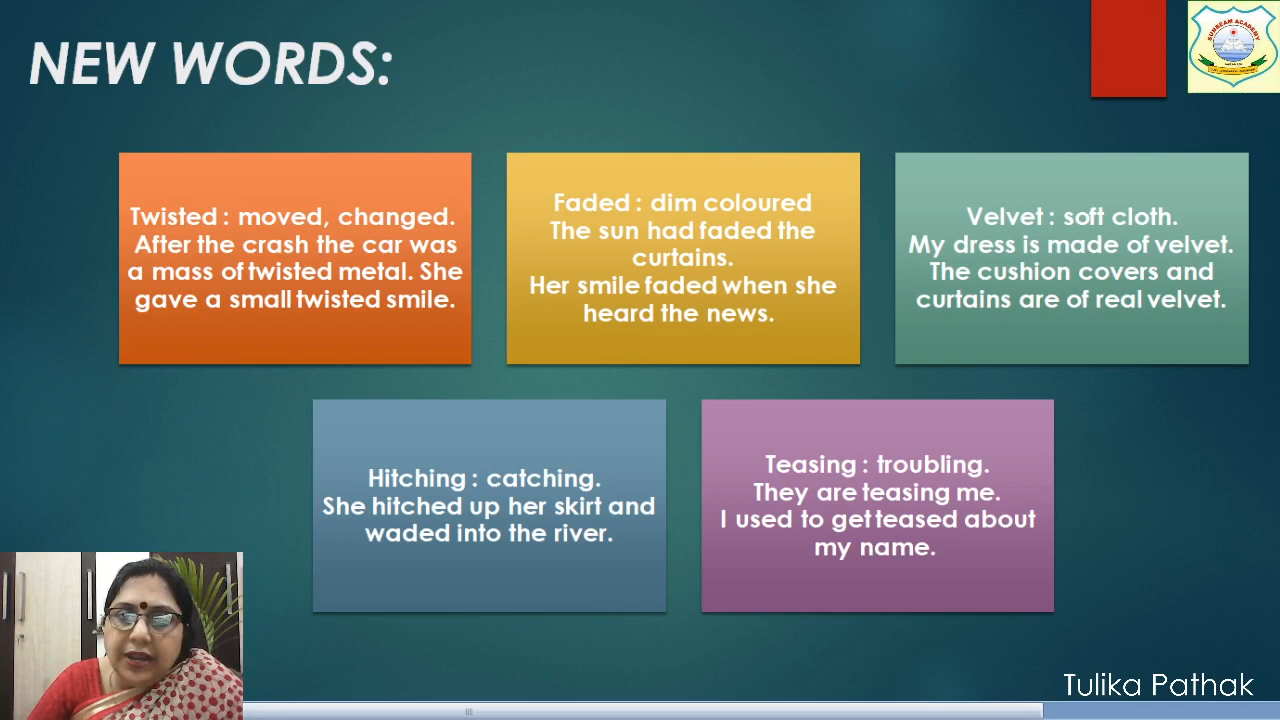 NEW WORDS:
SUNBEAM ACADEMY
Twisted : moved, changed.
After the crash the car was
a mass of twisted metal. She
gave a small twisted smile.
Faded : dim coloured
The sun had faded the
curtains.
Her smile faded when she
heard the news.
Velvet : soft cloth.
My dress is made of velvet.
The cushion covers and
curtains are of real velvet.
Hitching : catching.
She hitched up her skirt and
waded into the river.
Teasing : troubling.
They are teasing me.
I used to get teased about
my name.
Tulika Pathak